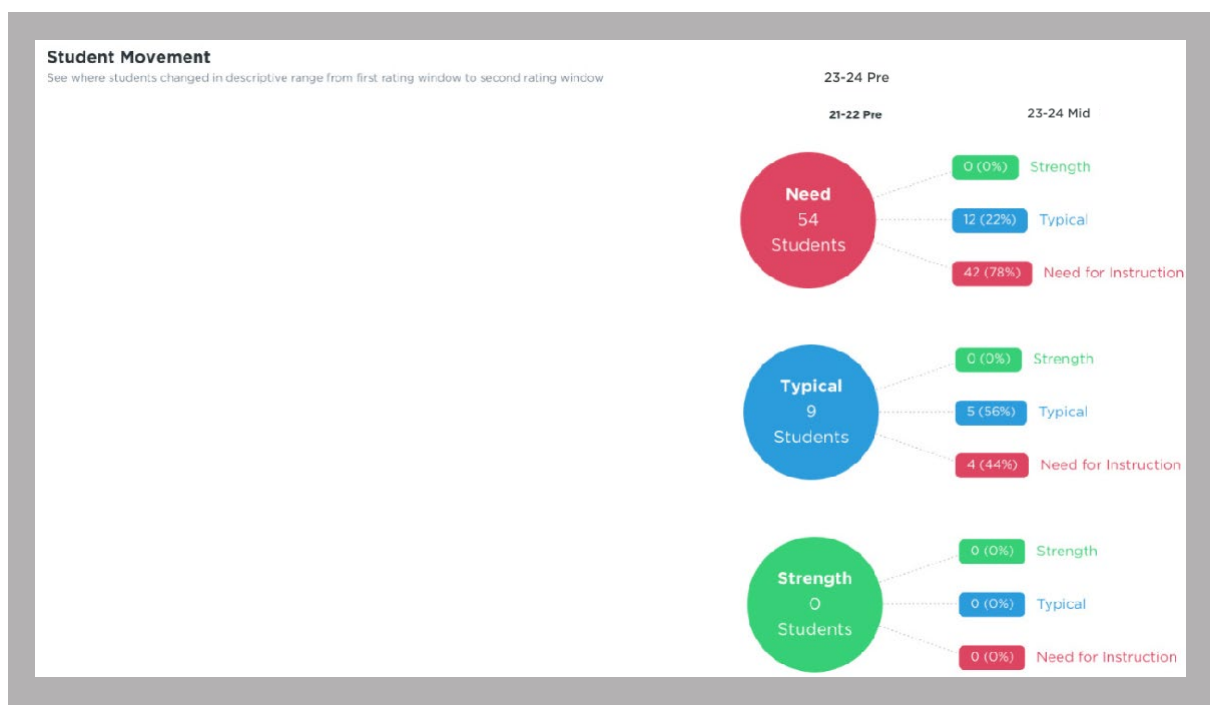 Student Movement
See where students changed in descriptive range from first rating window to second rating window
23-24 Pre
21-22 Pre
23-24 Mid
Need
54
Students
0 (0%) Strength
12 (22%) Typical
42 (78%) Need for Instruction
Typical
9
Students
0 (0%) Strength
5 (56%) Typical
4 (44%) Need for Instruction
Strength
0
Students
0 (0%) Strength
0 (0%) Typical
0 (0%) Need for Instruction